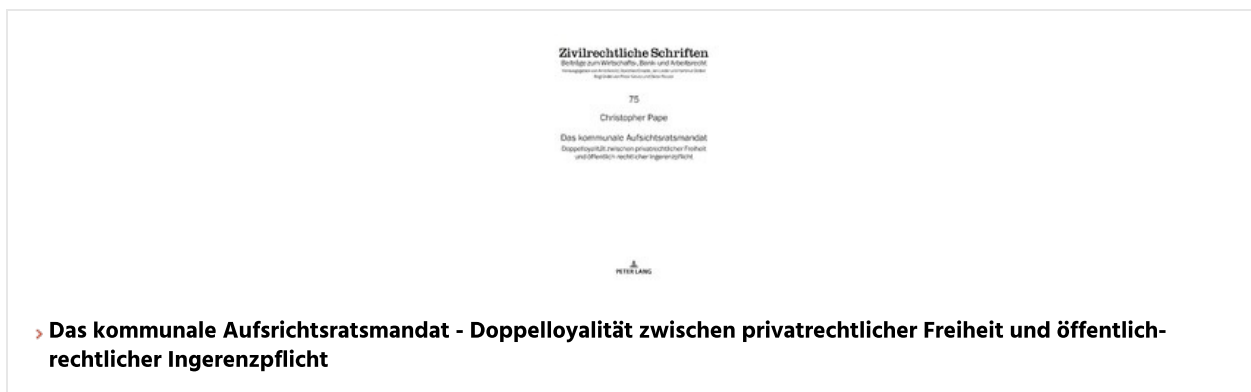 Zivilrechtliche Schriften
Beiträge zum Wirtschafts-, Bank- und Arbeitsrecht
75
Christopher Pape
Das kommunale Aufsichtsratsmandat
Doppelloyalität zwischen privatrechtlicher Freiheit
und öffentlich-rechtlicher Ingerenzpflicht
PETER LANG
Das kommunale Aufsrichtsratsmandat - Doppelloyalität zwischen privatrechtlicher Freiheit und öffentlich-
rechtlicher Ingerenzpflicht